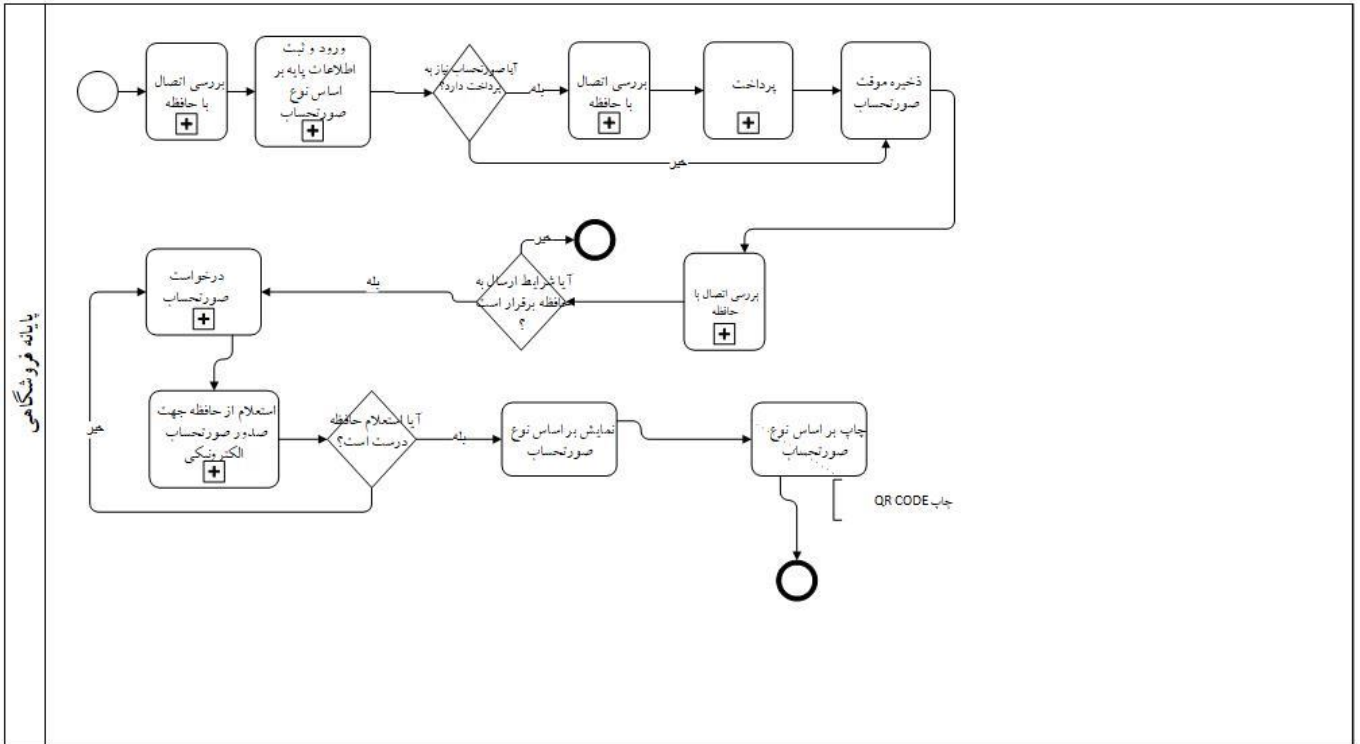 پایانه فروشگاهی
بررسی اتصال
با حافظه
ورود و ثبت
اطلاعات پایه بر
اساس نوع
صورتحساب
آیا صورتحساب نیاز به
پرداخت دارد؟
بله
خیر
بررسی اتصال
با حافظه
پرداخت
ذخیره موقت
صورتحساب
بررسی اتصال با
حافظه
آیا شرایط ارسال به
حافظه برقرار است
؟
خیر
بله
درخواست
صورتحساب
استعلام از حافظه جهت
صدور صورتحساب
الکترونیکی
آیا استعلام حافظه
درست است؟
خیر
بله
نمایش بر اساس نوع
صورتحساب
چاپ بر اساس نوع
صورتحساب
چاپ QR CODE